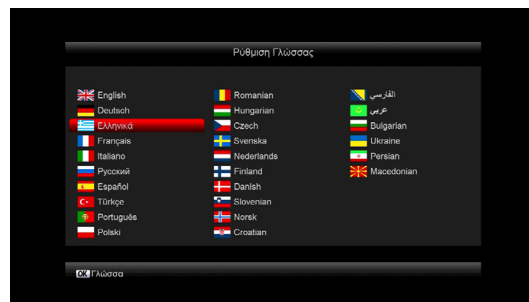 Ρύθμιση Γλώσσας
English
Deutsch
Ελληνικά
Français
Italiano
Русский
Español
Türkçe
Português
Polski
Romanian
Hungarian
Czech
Svenska
Nederlands
Finland
Danish
Slovenian
Norsk
Croatian
الفارسي
عربي
Bulgarian
Ukraine
Persian
Macedonian
OK Γλώσσα